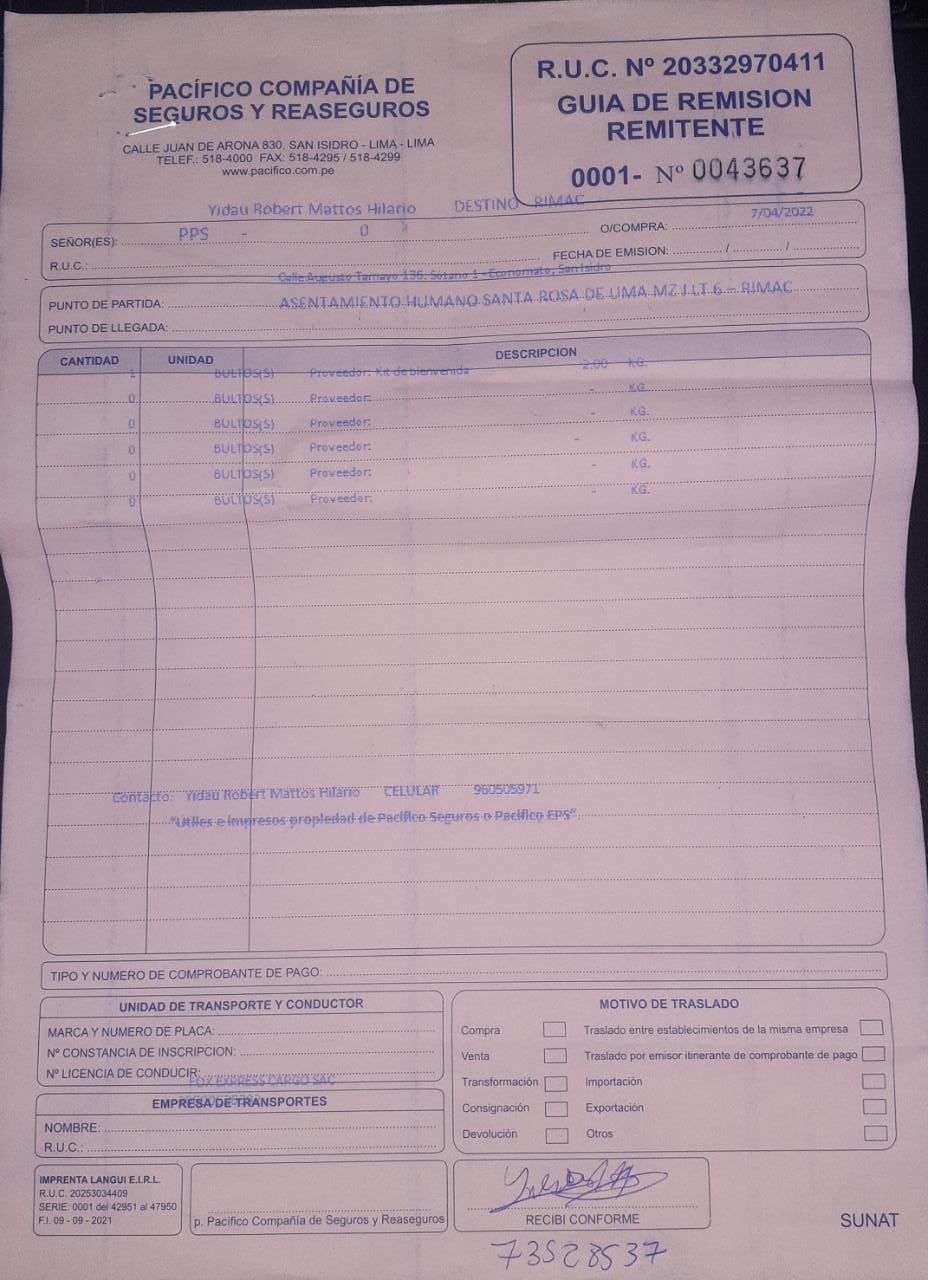 PACÍFICO COMPAÑÍA DE
SEGUROS Y REASEGUROS
CALLE JUAN DE ARONA 830, SAN ISIDRO - LIMA - LIMA
TELEF.: 518-4000 FAX: 518-4295 / 518-4299
www.pacifico.com.pe
R.U.C. Nº 20332970411
GUIA DE REMISION
REMITENTE
0001- Nº 0043637
Yidau Robert Mattos Hilario DESTINO RIMAC
7/04/2022
PPS - 0
SEÑOR(ES): O/COMPRA:
R.U.C.: FECHA DE EMISION: / /
Calle Augusto Tamayo 136, Sótano 1 - Economato, San Isidro
PUNTO DE PARTIDA: ASENTAMIENTO HUMANO SANTA ROSA DE LIMA MZ J LT 6 - RIMAC
PUNTO DE LLEGADA:
CANTIDAD UNIDAD DESCRIPCION
1 BULTOS(S) Proveedor: Kit de bienvenida 2.00 KG.
0 BULTOS(S) Proveedor: - KG.
0 BULTOS(S) Proveedor: - KG.
0 BULTOS(S) Proveedor: - KG.
0 BULTOS(S) Proveedor: - KG.
0 BULTOS(S) Proveedor: - KG.
Contacto: Yidau Robert Mattos Hilario CELULAR 960505971
"Utiles e impresos propiedad de Pacífico Seguros o Pacífico EPS"
TIPO Y NUMERO DE COMPROBANTE DE PAGO:
UNIDAD DE TRANSPORTE Y CONDUCTOR
MARCA Y NUMERO DE PLACA:
Nº CONSTANCIA DE INSCRIPCION:
Nº LICENCIA DE CONDUCIR:
FOX EXPRESS CARGO SAC
EMPRESA DE TRANSPORTES
NOMBRE:
R.U.C.:
MOTIVO DE TRASLADO
Compra Traslado entre establecimientos de la misma empresa
Venta Traslado por emisor itinerante de comprobante de pago
Transformación Importación
Consignación Exportación
Devolución Otros
IMPRENTA LANGUI E.I.R.L.
R.U.C. 20253034409
SERIE: 0001 del 42951 al 47950
F.I. 09 - 09 - 2021
p. Pacífico Compañía de Seguros y Reaseguros
RECIBI CONFORME
SUNAT
73528537